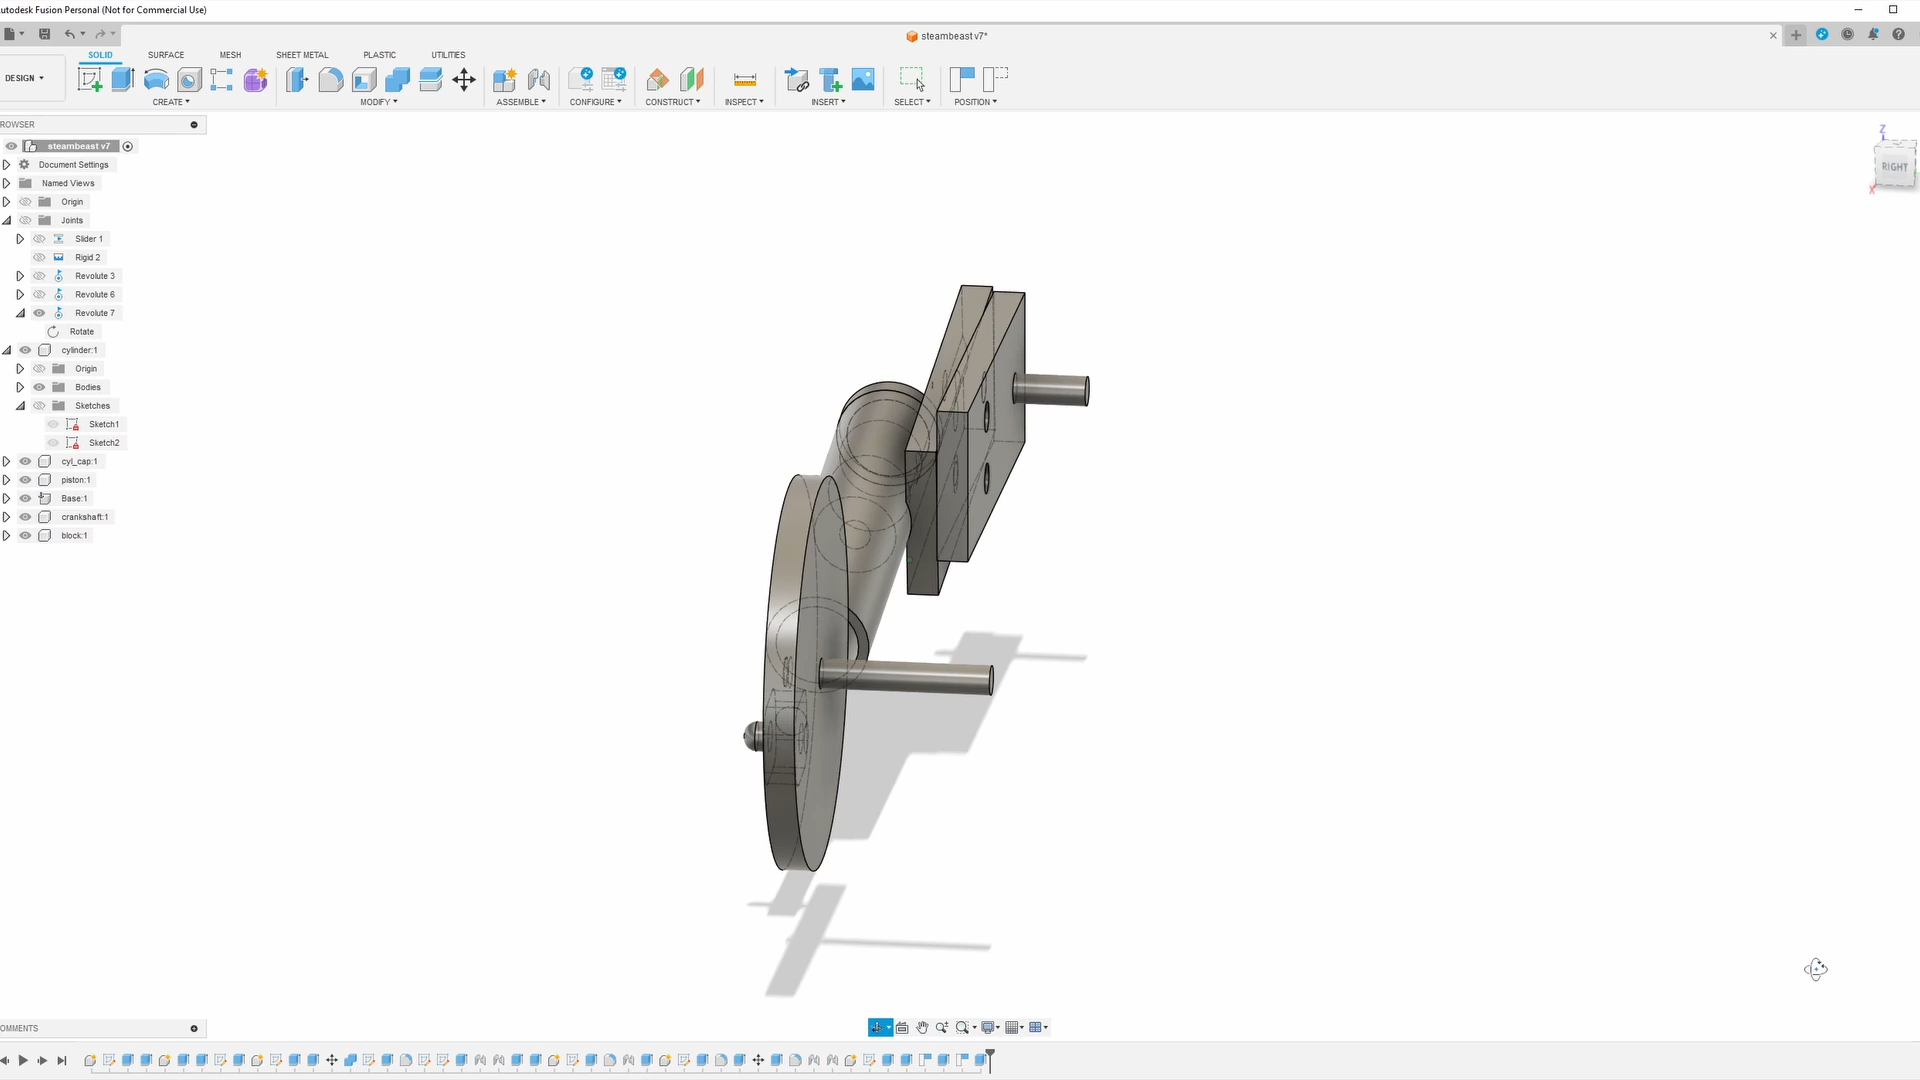 utodesk Fusion Personal (Not for Commercial Use)
steambeast v7*
SOLID SURFACE MESH SHEET METAL PLASTIC UTILITIES
DESIGN
CREATE MODIFY ASSEMBLE CONFIGURE CONSTRUCT INSPECT INSERT SELECT POSITION
ROWSER
steambeast v7
Document Settings
Named Views
Origin
Joints
Slider 1
Rigid 2
Revolute 3
Revolute 6
Revolute 7
Rotate
cylinder:1
Origin
Bodies
Sketches
Sketch1
Sketch2
cyl_cap:1
piston:1
Base:1
crankshaft:1
block:1
Z
RIGHT
X
OMMENTS